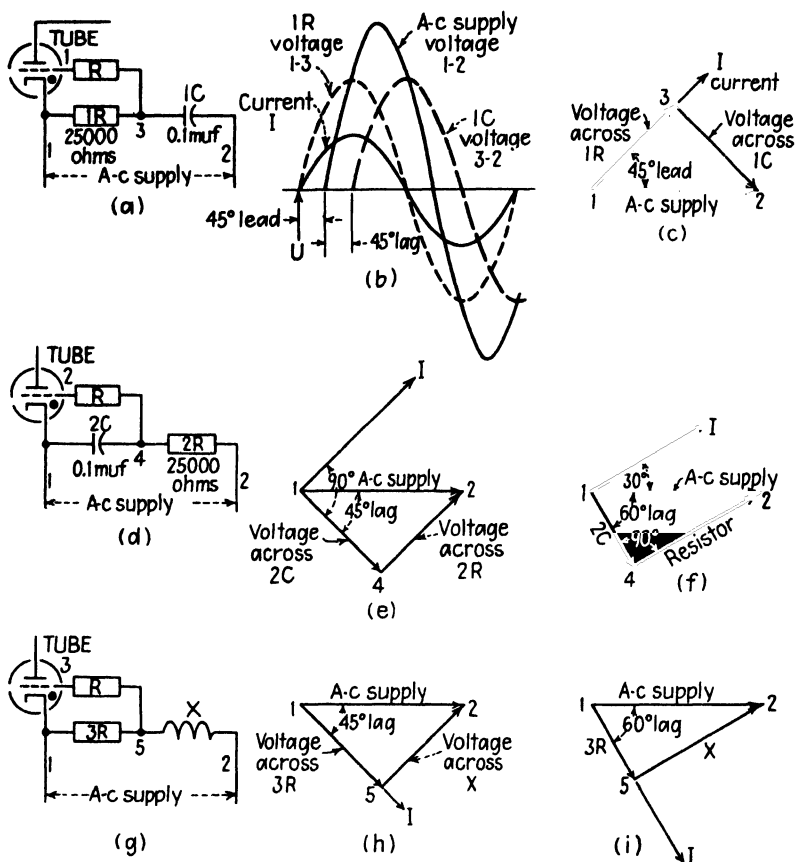 TUBE
1
R
1R
25000
ohms
3
1C
0.1muf
1
2
A-c supply
(a)
1R
voltage
1-3
A-c supply
voltage
1-2
Current
I
1C
voltage
3-2
45° lead
U
45° lag
(b)
I
current
3
Voltage
across
1R
Voltage
across
1C
45° lead
1
A-c supply
2
(c)
TUBE
2
R
2C
0.1muf
4
2R
25000
ohms
1
2
A-c supply
(d)
I
90°
A-c supply
1
2
45° lag
Voltage
across
2C
Voltage
across
2R
4
(e)
I
30°
A-c supply
1
2
60° lag
2C
90°
Resistor
4
(f)
TUBE
3
R
3R
5
X
1
2
A-c supply
(g)
A-c supply
1
2
45° lag
Voltage
across
3R
Voltage
across
X
5
I
(h)
A-c supply
1
2
60° lag
3R
X
5
I
(i)